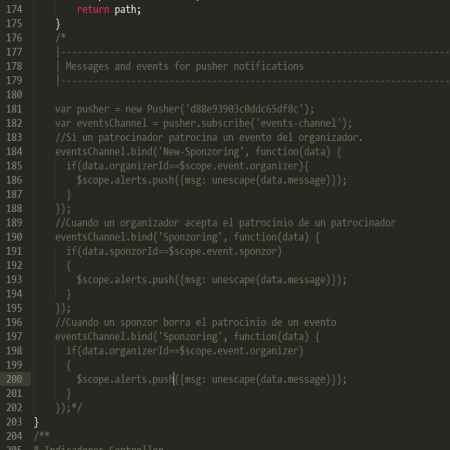 174 return path;
175 }
176 /*
177 |--------------------------------------------------------------------
178 | Messages and events for pusher notifications
179 |--------------------------------------------------------------------
180
181 var pusher = new Pusher('d88e93903c0ddc65df8c');
182 var eventsChannel = pusher.subscribe('events-channel');
183 //Si un patrocinador patrocina un evento del organizador.
184 eventsChannel.bind('New-Sponzoring', function(data) {
185 if(data.organizerId==$scope.event.organizer){
186 $scope.alerts.push({msg: unescape(data.message)});
187 }
188 });
189 //Cuando un organizador acepta el patrocinio de un patrocinador
190 eventsChannel.bind('Sponzoring', function(data) {
191 if(data.sponzorId==$scope.event.sponzor)
192 {
193 $scope.alerts.push({msg: unescape(data.message)});
194 }
195 });
196 //Cuando un sponzor borra el patrocinio de un evento
197 eventsChannel.bind('Sponzoring', function(data) {
198 if(data.organizerId==$scope.event.organizer)
199 {
200 $scope.alerts.push({msg: unescape(data.message)});
201 }
202 });*/
203 }
204 /**
205 * Indicadores Controller